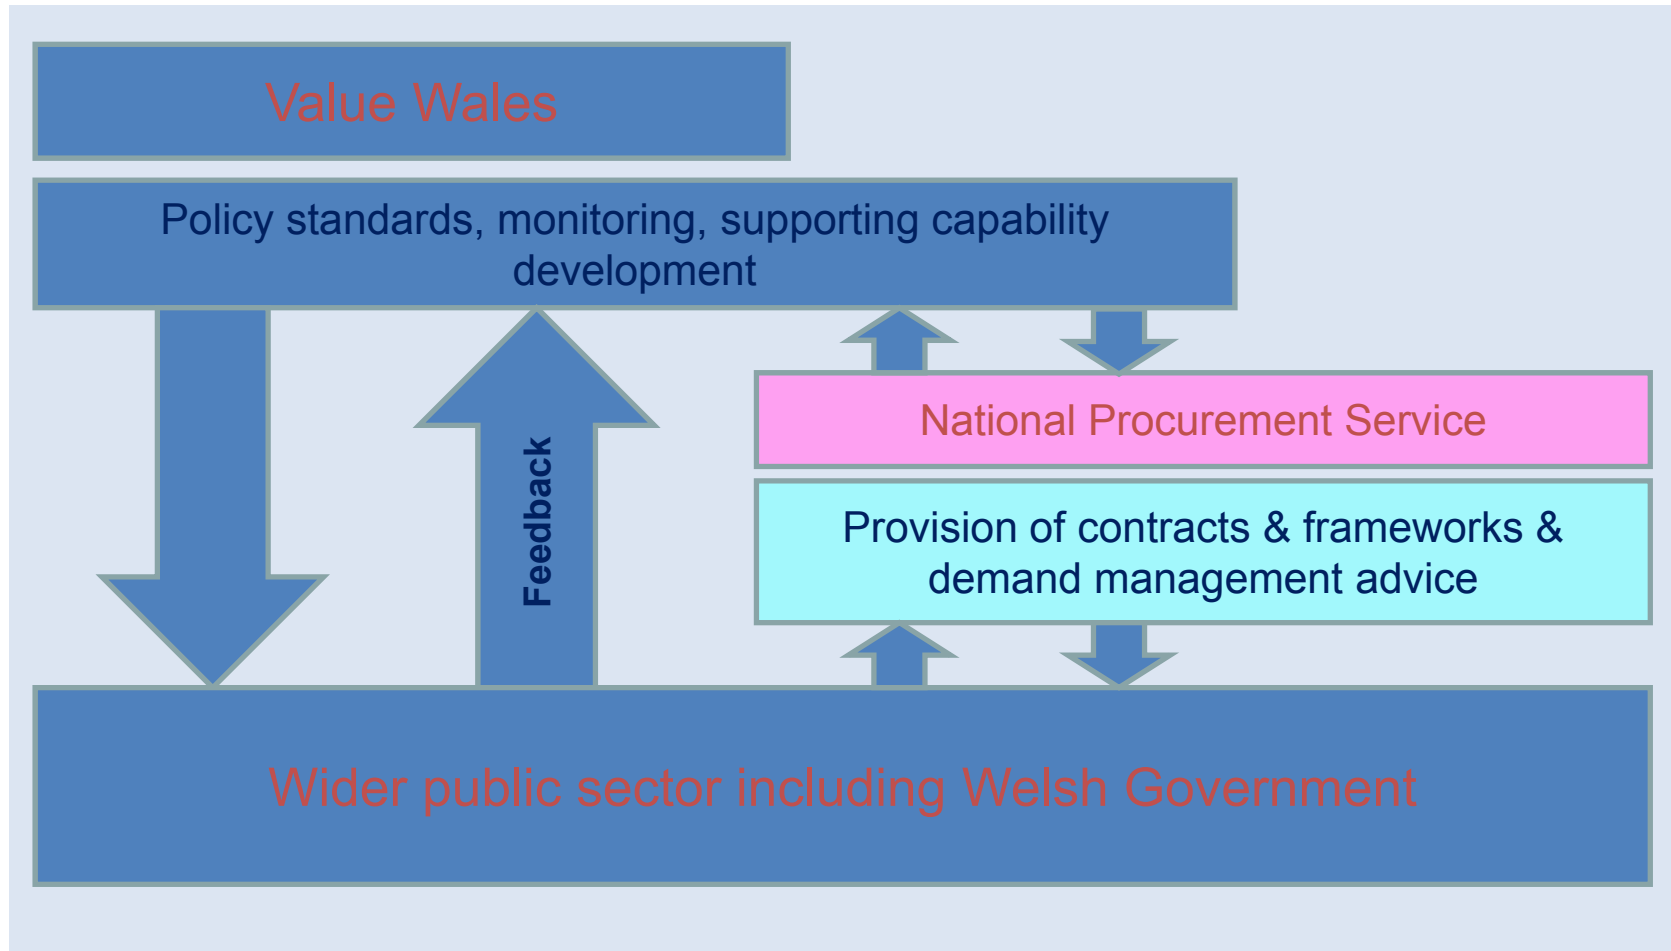 Value Wales
Policy standards, monitoring, supporting capability
development
Feedback
National Procurement Service
Provision of contracts & frameworks &
demand management advice
Wider public sector including Welsh Government